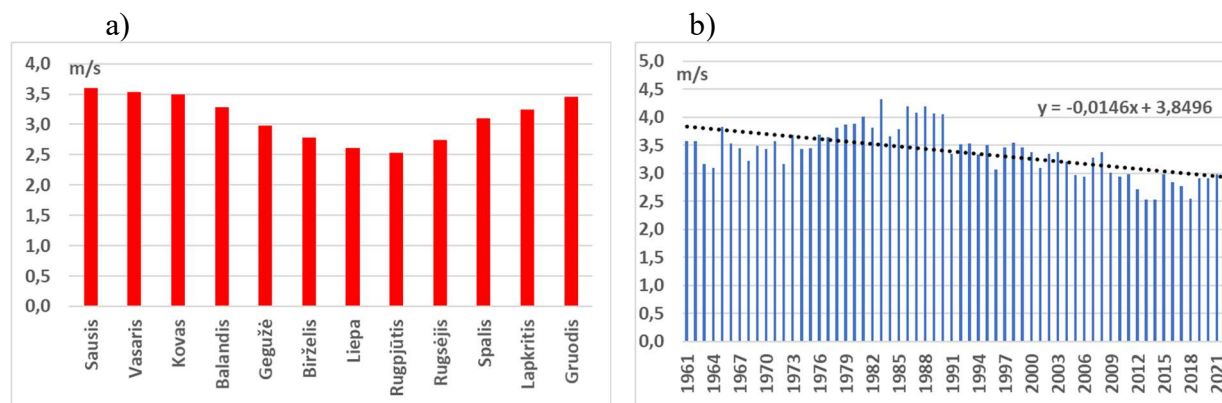 a)
4,0
m/s
3,5
3,0
2,5
2,0
1,5
1,0
0,5
0,0
Sausis
Vasaris
Kovas
Balandis
Gegužė
Birželis
Liepa
Rugpjūtis
Rugsėjis
Spalis
Lapkritis
Gruodis
b)
5,0
m/s
4,5
4,0
3,5
3,0
2,5
2,0
1,5
1,0
0,5
0,0
y = -0,0146x + 3,8496
1961
1964
1967
1970
1973
1976
1979
1982
1985
1988
1991
1994
1997
2000
2003
2006
2009
2012
2015
2018
2021